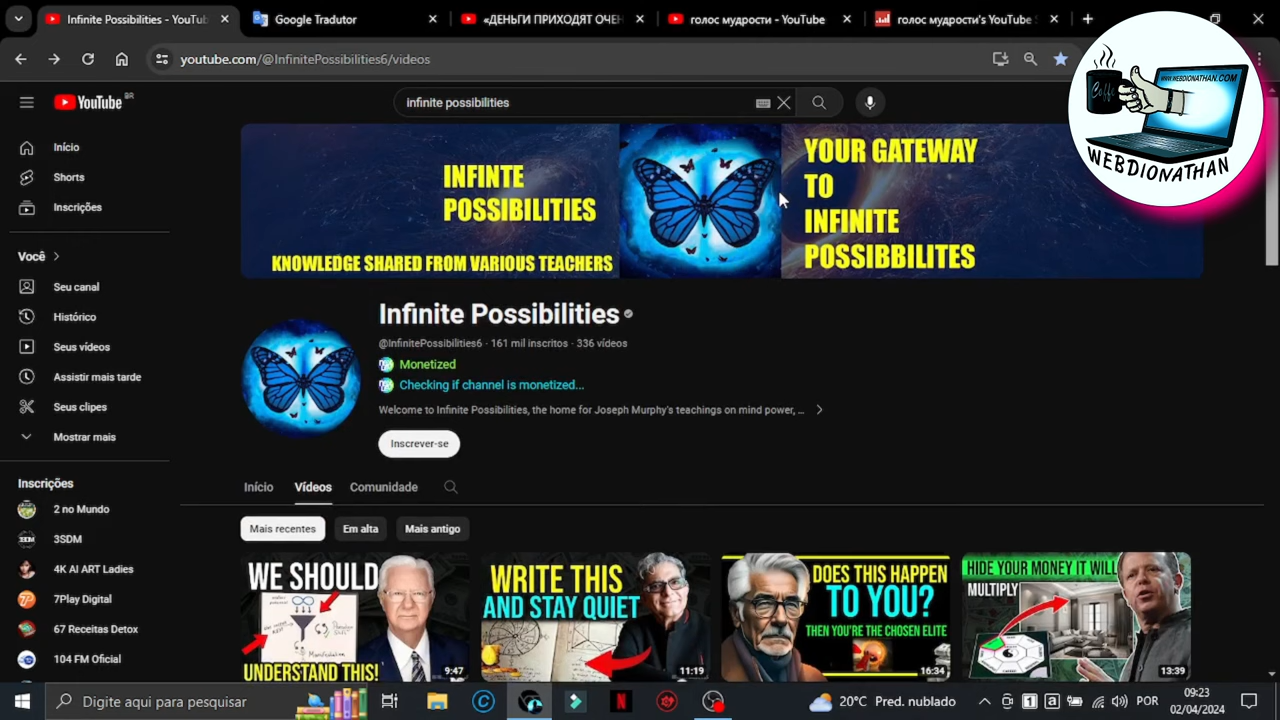 Infinite Possibilities - YouTub
Google Tradutor
«ДЕНЬГИ ПРИХОДЯТ ОЧЕН
голос мудрости - YouTube
голос мудрости's YouTube S
youtube.com/@InfinitePossibilities6/videos
YouTube BR
infinite possibilities
Coffe
WWW.WEBDIONATHAN.COM
WEBDIONATHAN
Início
Shorts
Inscrições
Você
Seu canal
Histórico
Seus vídeos
Assistir mais tarde
Seus clipes
Mostrar mais
Inscrições
2 no Mundo
3SDM
4K AI ART Ladies
7Play Digital
67 Receitas Detox
104 FM Oficial
INFINTE
POSSIBILITIES
KNOWLEDGE SHARED FROM VARIOUS TEACHERS
YOUR GATEWAY
TO
INFINITE
POSSIBBILITES
Infinite Possibilities
@InfinitePossibilities6 · 161 mil inscritos · 336 vídeos
Monetized
Checking if channel is monetized...
Welcome to Infinite Possibilities, the home for Joseph Murphy's teachings on mind power, ...
Inscrever-se
Início
Vídeos
Comunidade
Mais recentes
Em alta
Mais antigo
WE SHOULD
UNDERSTAND THIS!
9:47
WRITE THIS
AND STAY QUIET
11:19
DOES THIS HAPPEN
TO YOU?
THEN YOU'RE THE CHOSEN ELITE
16:34
HIDE YOUR MONEY IT WILL
MULTIPLY
13:39
Digite aqui para pesquisar
20°C Pred. nublado
POR
09:23
02/04/2024